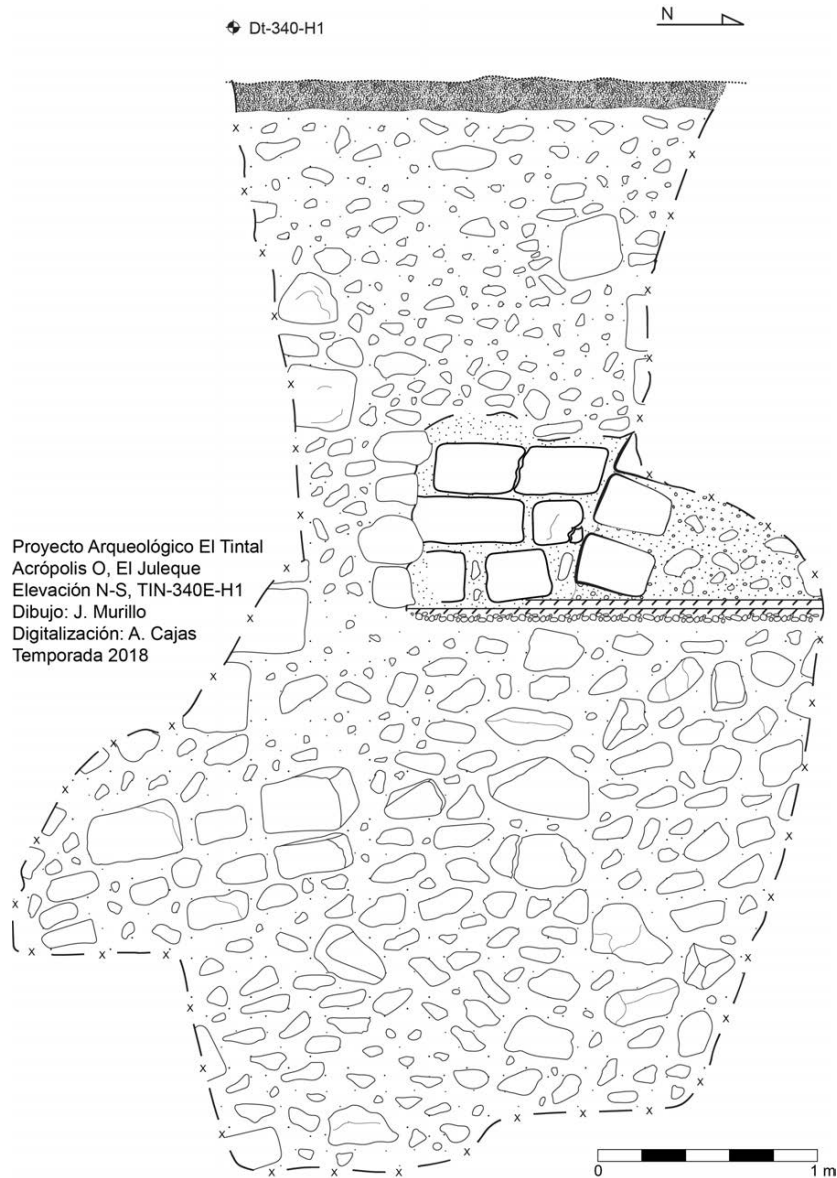 Dt-340-H1
N
Proyecto Arqueológico El Tintal
Acrópolis O, El Juleque
Elevación N-S, TIN-340E-H1
Dibujo: J. Murillo
Digitalización: A. Cajas
Temporada 2018
0 1 m